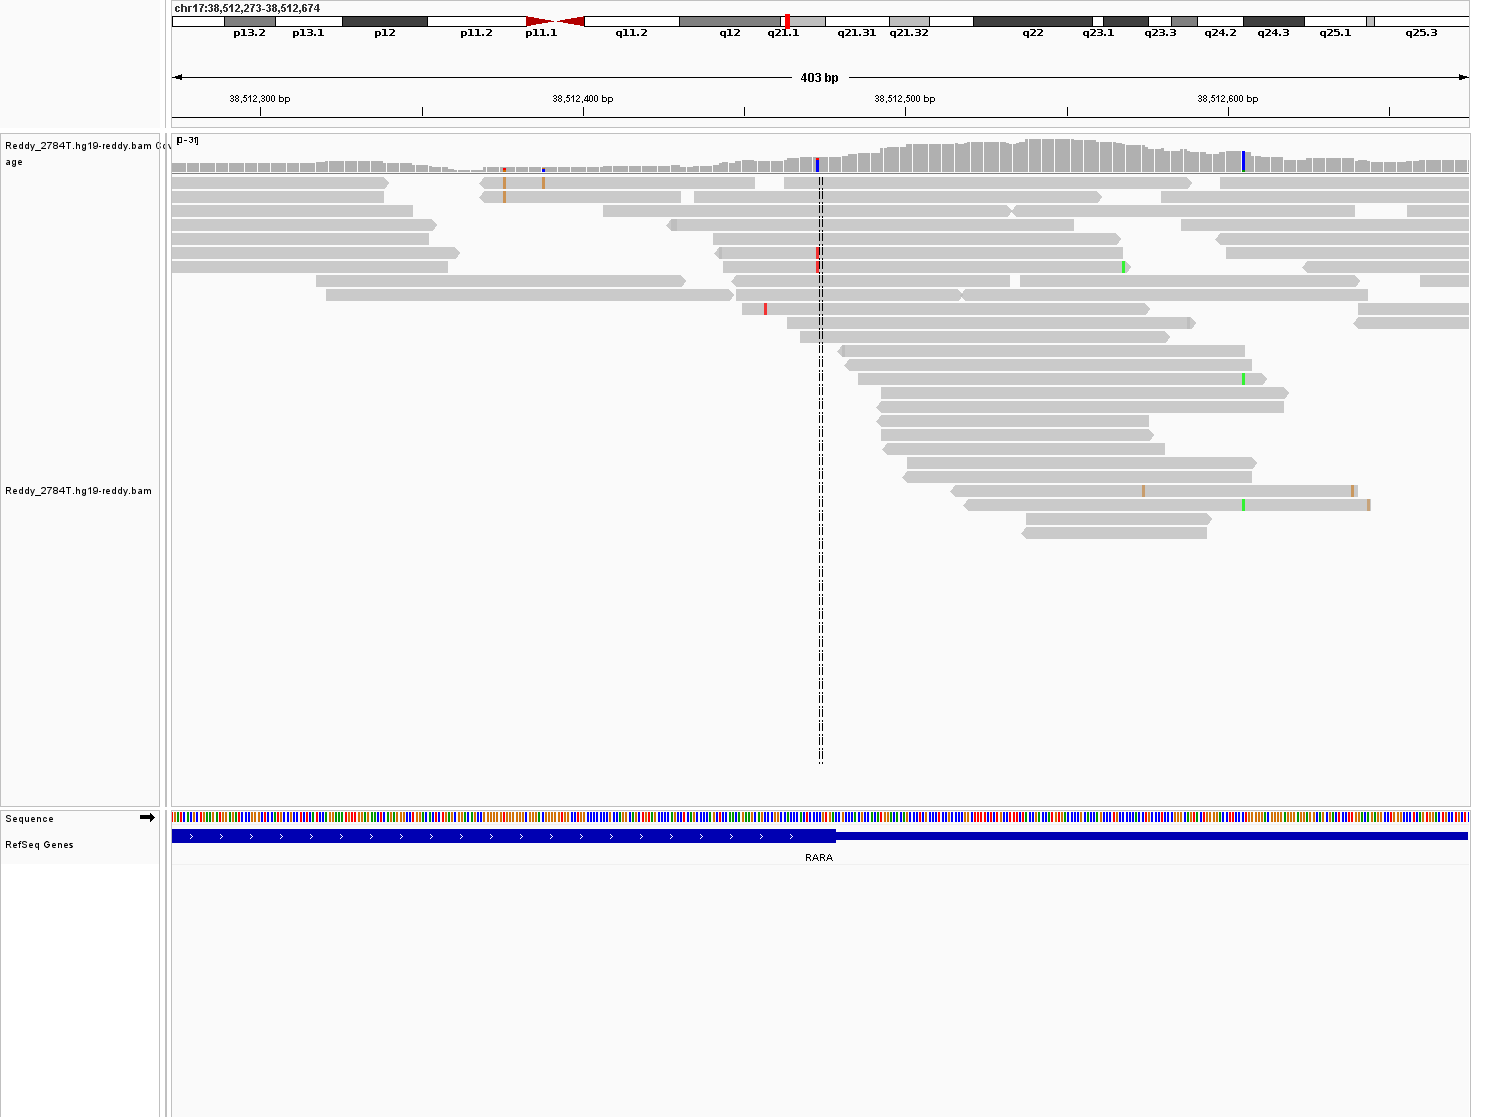 chr17:38,512,273-38,512,674
p13.2 p13.1 p12 p11.2 p11.1 q11.2 q12 q21.1 q21.31 q21.32 q22 q23.1 q23.3 q24.2 q24.3 q25.1 q25.3
403 bp
38,512,300 bp 38,512,400 bp 38,512,500 bp 38,512,600 bp
[0-31]
Reddy_2784T.hg19-reddy.bam Cov
age
Reddy_2784T.hg19-reddy.bam
Sequence
RefSeq Genes
RARA